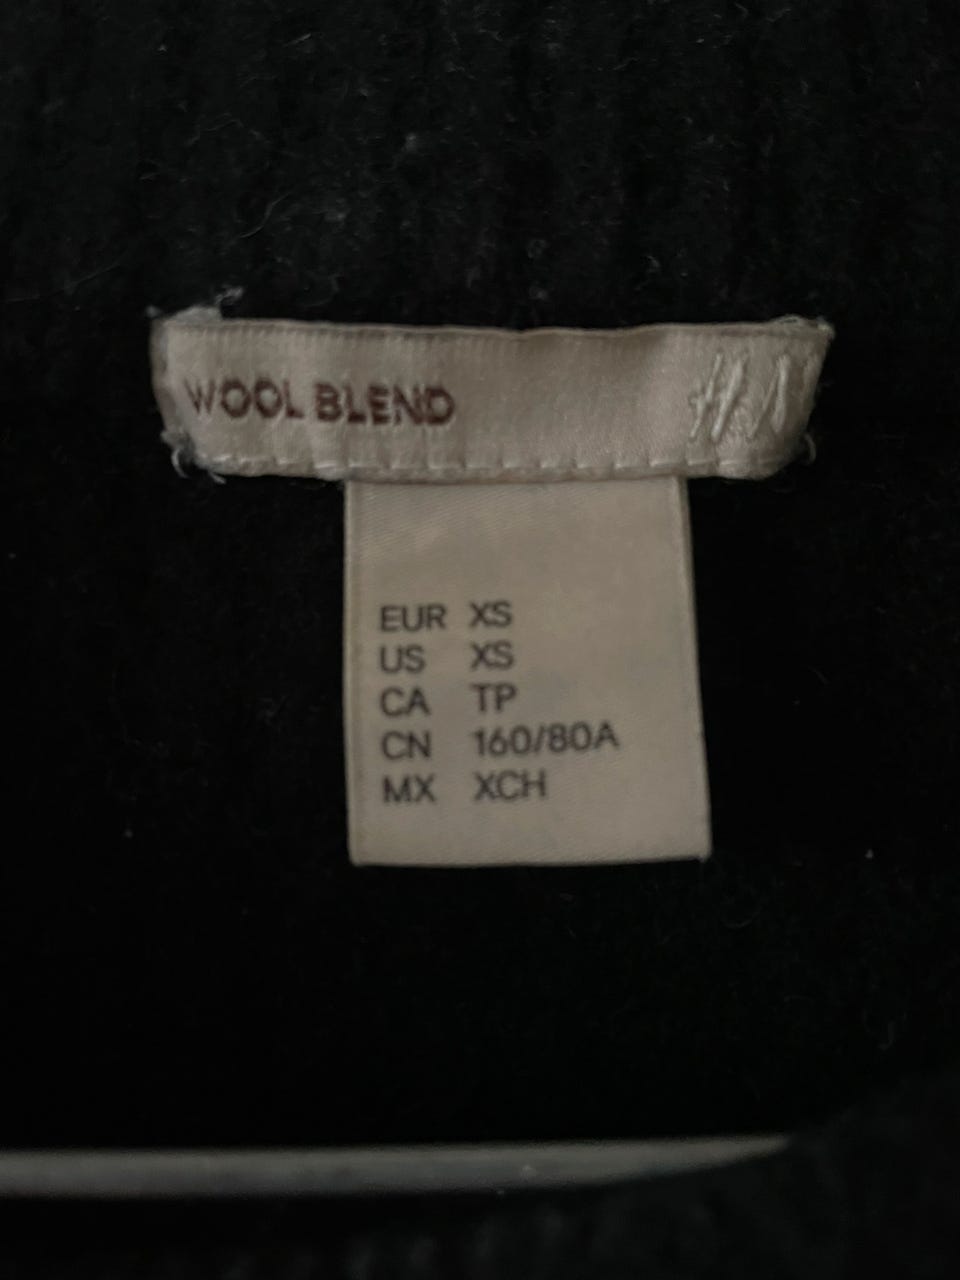 WOOL BLEND H&M
EUR XS
US XS
CA TP
CN 160/80A
MX XCH